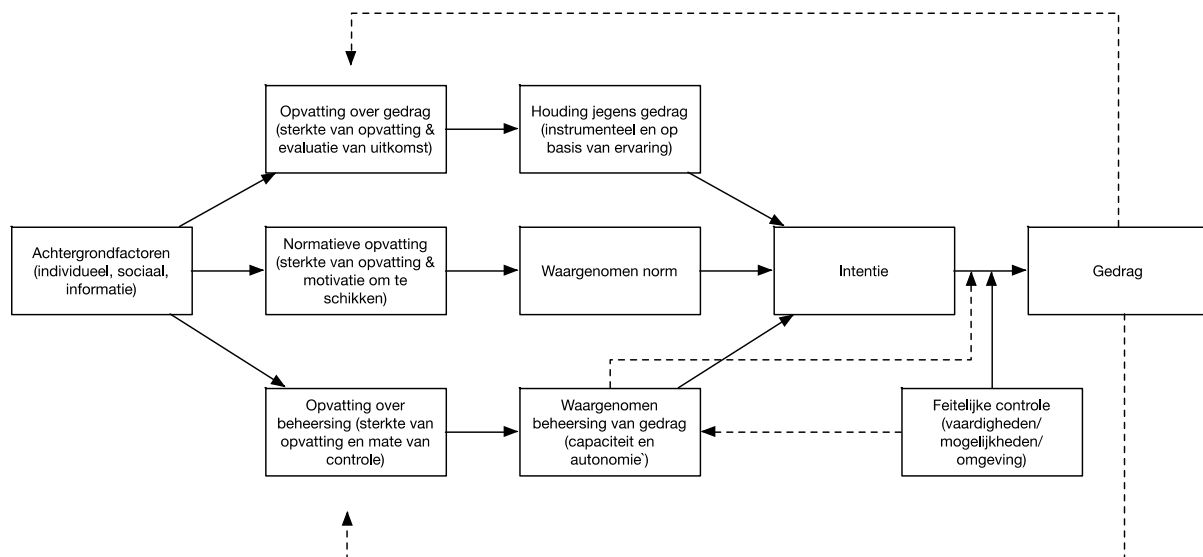 Opvatting over gedrag
(sterkte van opvatting &
evaluatie van uitkomst)
Houding jegens gedrag
(instrumenteel en op
basis van ervaring)
Achtergrondfactoren
(individueel, sociaal,
informatie)
Normatieve opvatting
(sterkte van opvatting &
motivatie om te
schikken)
Waargenomen norm
Intentie
Gedrag
Opvatting over
beheersing (sterkte van
opvatting en mate van
controle)
Waargenomen
beheersing van gedrag
(capaciteit en
autonomie`)
Feitelijke controle
(vaardigheden/
mogelijkheden/
omgeving)